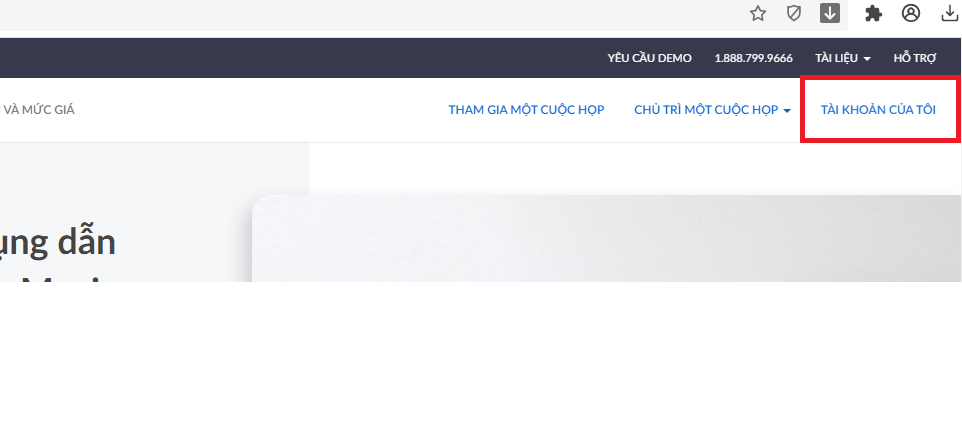 YÊU CẦU DEMO 1.888.799.9666 TÀI LIỆU HỖ TRỢ
VÀ MỨC GIÁ THAM GIA MỘT CUỘC HỌP CHỦ TRÌ MỘT CUỘC HỌP TÀI KHOẢN CỦA TÔI
dẫn